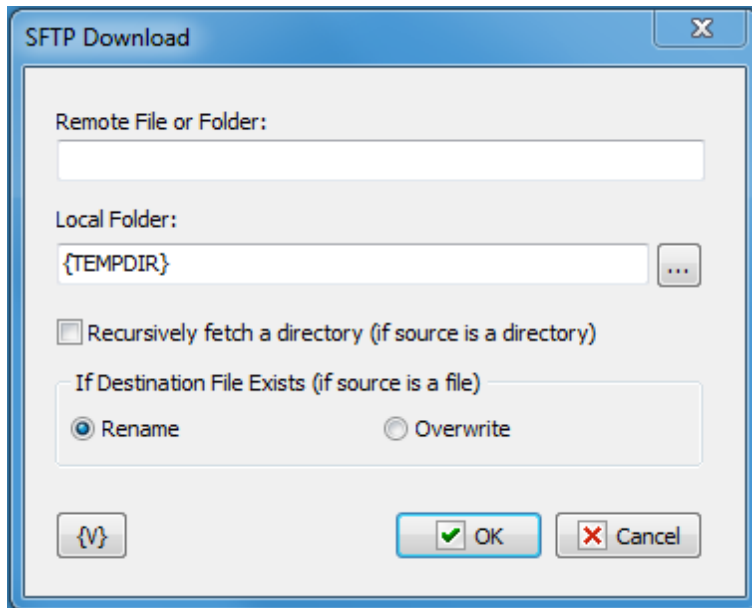 SFTP Download
Remote File or Folder:
Local Folder:
{TEMPDIR}
...
Recursively fetch a directory (if source is a directory)
If Destination File Exists (if source is a file)
Rename Overwrite
{V} OK Cancel